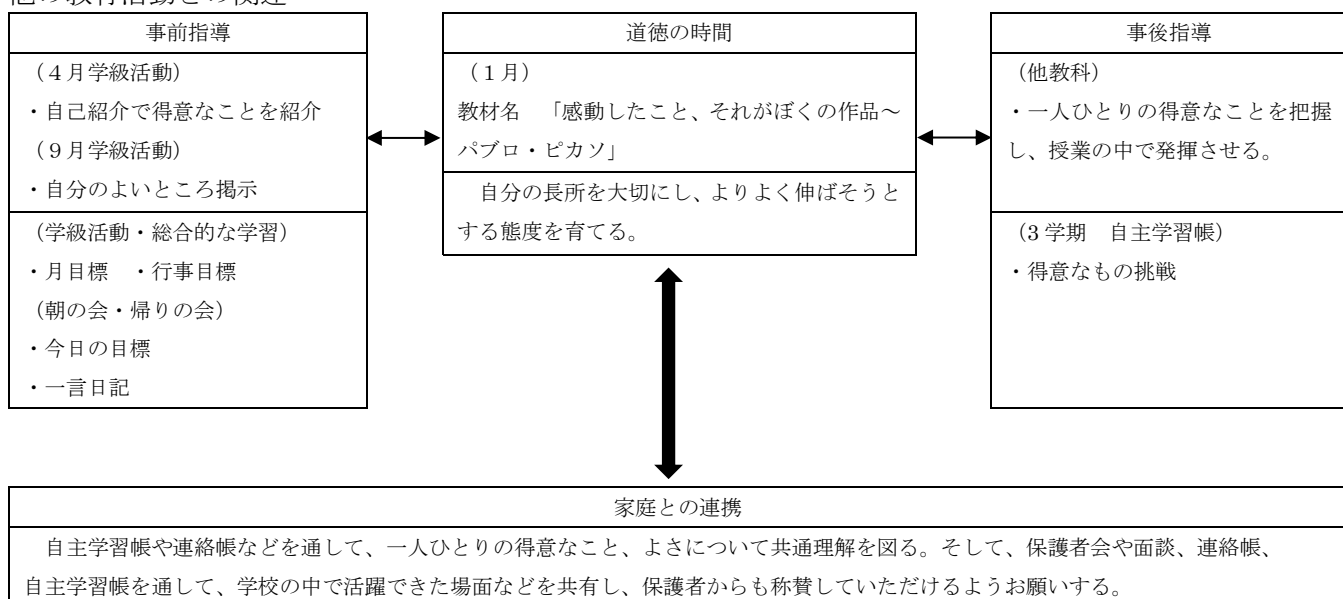 他の教育活動との関連
事前指導
（４月学級活動）
・自己紹介で得意なことを紹介
（９月学級活動）
・自分のよいところ掲示
（学級活動・総合的な学習）
・月目標　・行事目標
（朝の会・帰りの会）
・今日の目標
・一言日記
道徳の時間
（１月）
教材名　「感動したこと、それがぼくの作品～
パブロ・ピカソ」
自分の長所を大切にし、よりよく伸ばそうと
する態度を育てる。
事後指導
（他教科）
・一人ひとりの得意なことを把握
し、授業の中で発揮させる。
（3 学期　自主学習帳）
・得意なもの挑戦
家庭との連携
自主学習帳や連絡帳などを通して、一人ひとりの得意なこと、よさについて共通理解を図る。そして、保護者会や面談、連絡帳、
自主学習帳を通して、学校の中で活躍できた場面などを共有し、保護者からも称賛していただけるようお願いする。